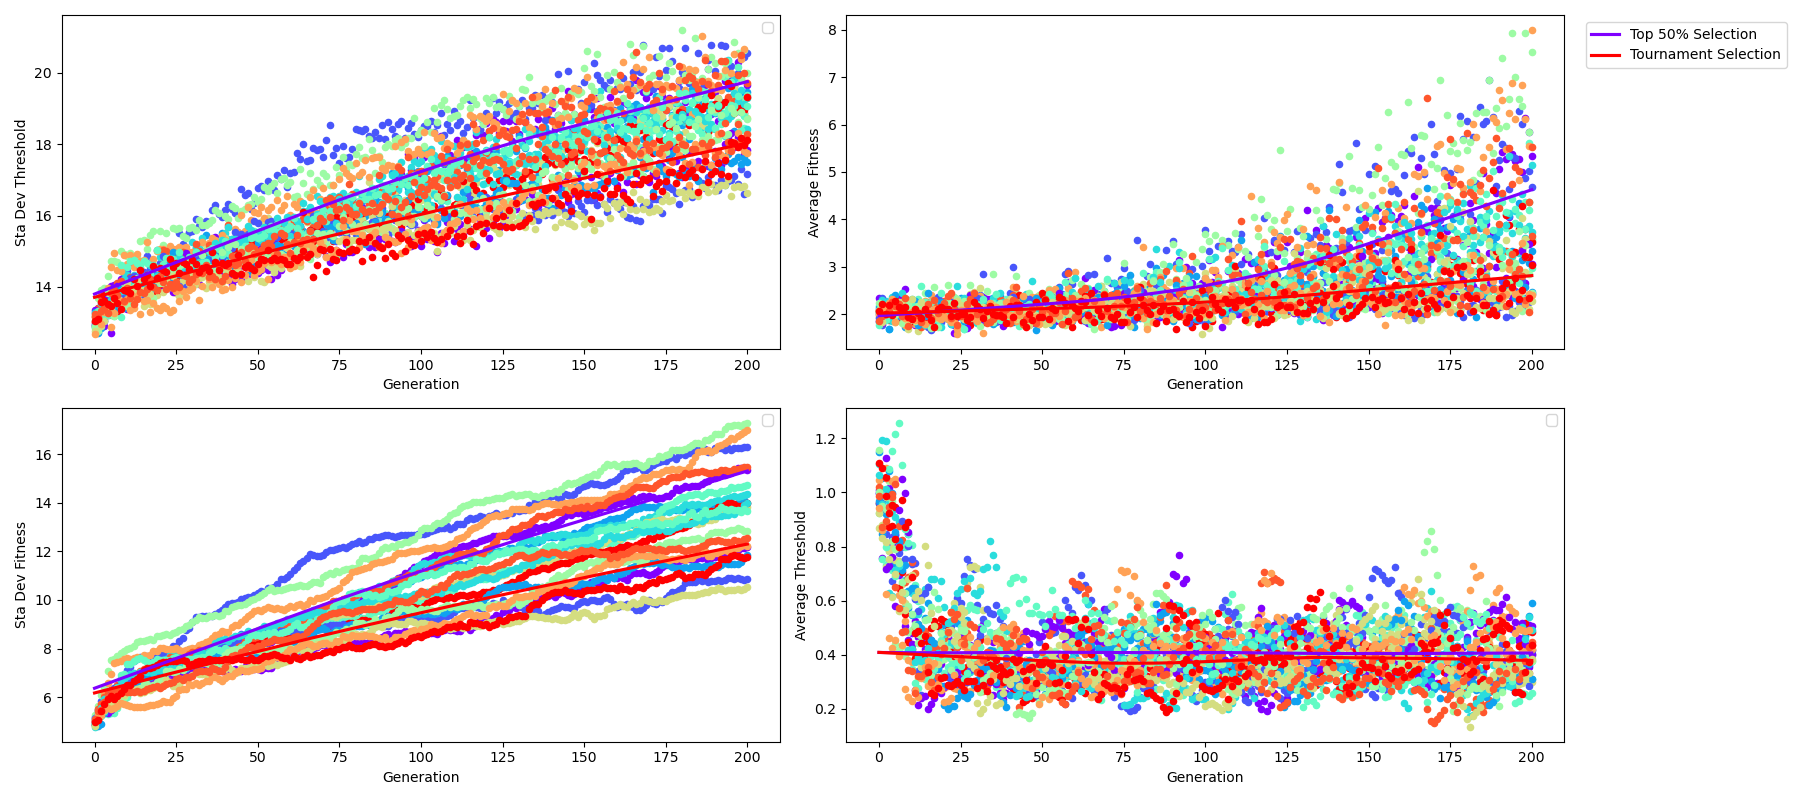 Sta Dev Threshold
20
18
16
14
0 25 50 75 100 125 150 175 200
Generation
Average Fitness
8
7
6
5
4
3
2
0 25 50 75 100 125 150 175 200
Generation
Top 50% Selection
Tournament Selection
Sta Dev Fitness
16
14
12
10
8
6
0 25 50 75 100 125 150 175 200
Generation
Average Threshold
1.2
1.0
0.8
0.6
0.4
0.2
0 25 50 75 100 125 150 175 200
Generation